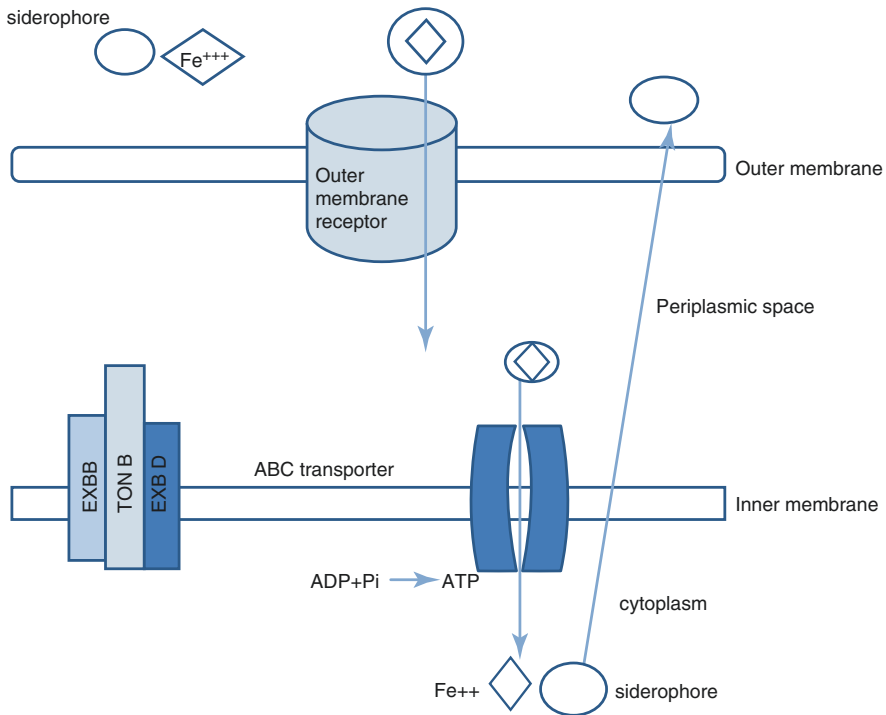 siderophore
Fe+++
Outer
membrane
receptor
Outer membrane
Periplasmic space
EXBB
TON B
EXB D
ABC transporter
Inner membrane
ADP+Pi
ATP
cytoplasm
Fe++
siderophore